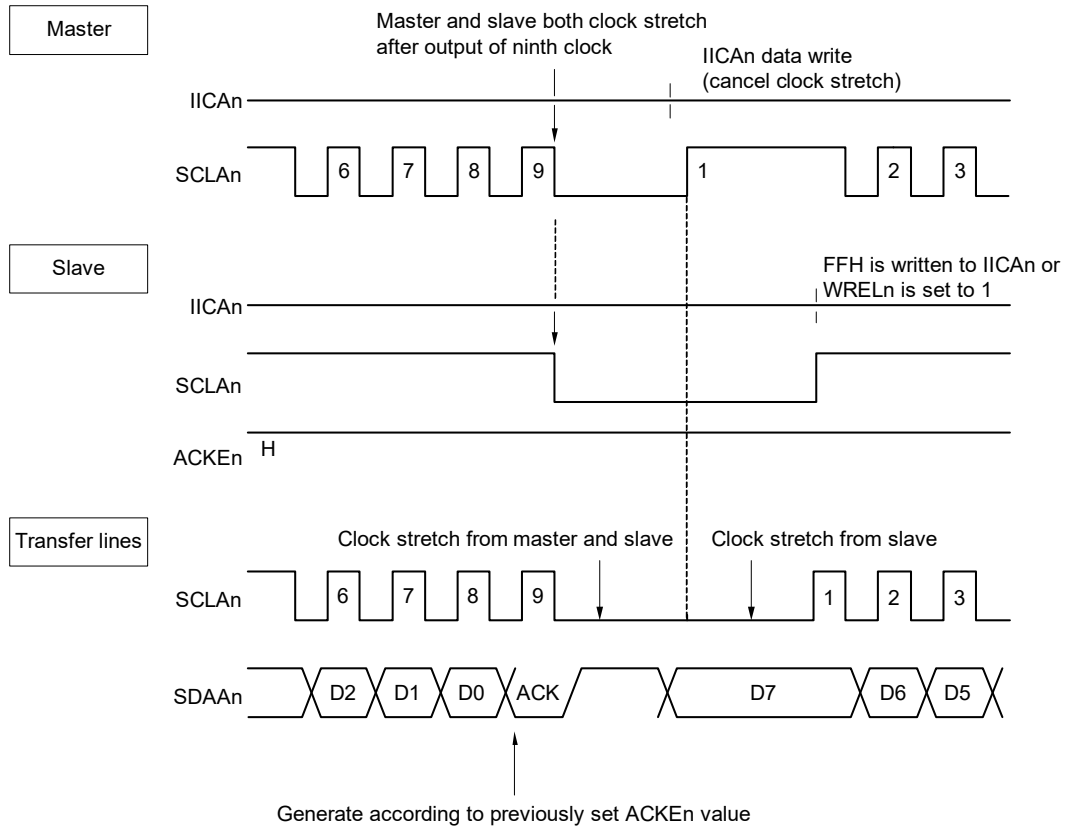 Master
Master and slave both clock stretch
after output of ninth clock
IICAn data write
(cancel clock stretch)
IICAn
SCLAn
6 7 8 9 1 2 3
Slave
FFH is written to IICAn or
WRELn is set to 1
IICAn
SCLAn
H
ACKEn
Transfer lines
Clock stretch from master and slave
Clock stretch from slave
SCLAn
6 7 8 9 1 2 3
SDAAn
D2 D1 D0 ACK D7 D6 D5
Generate according to previously set ACKEn value